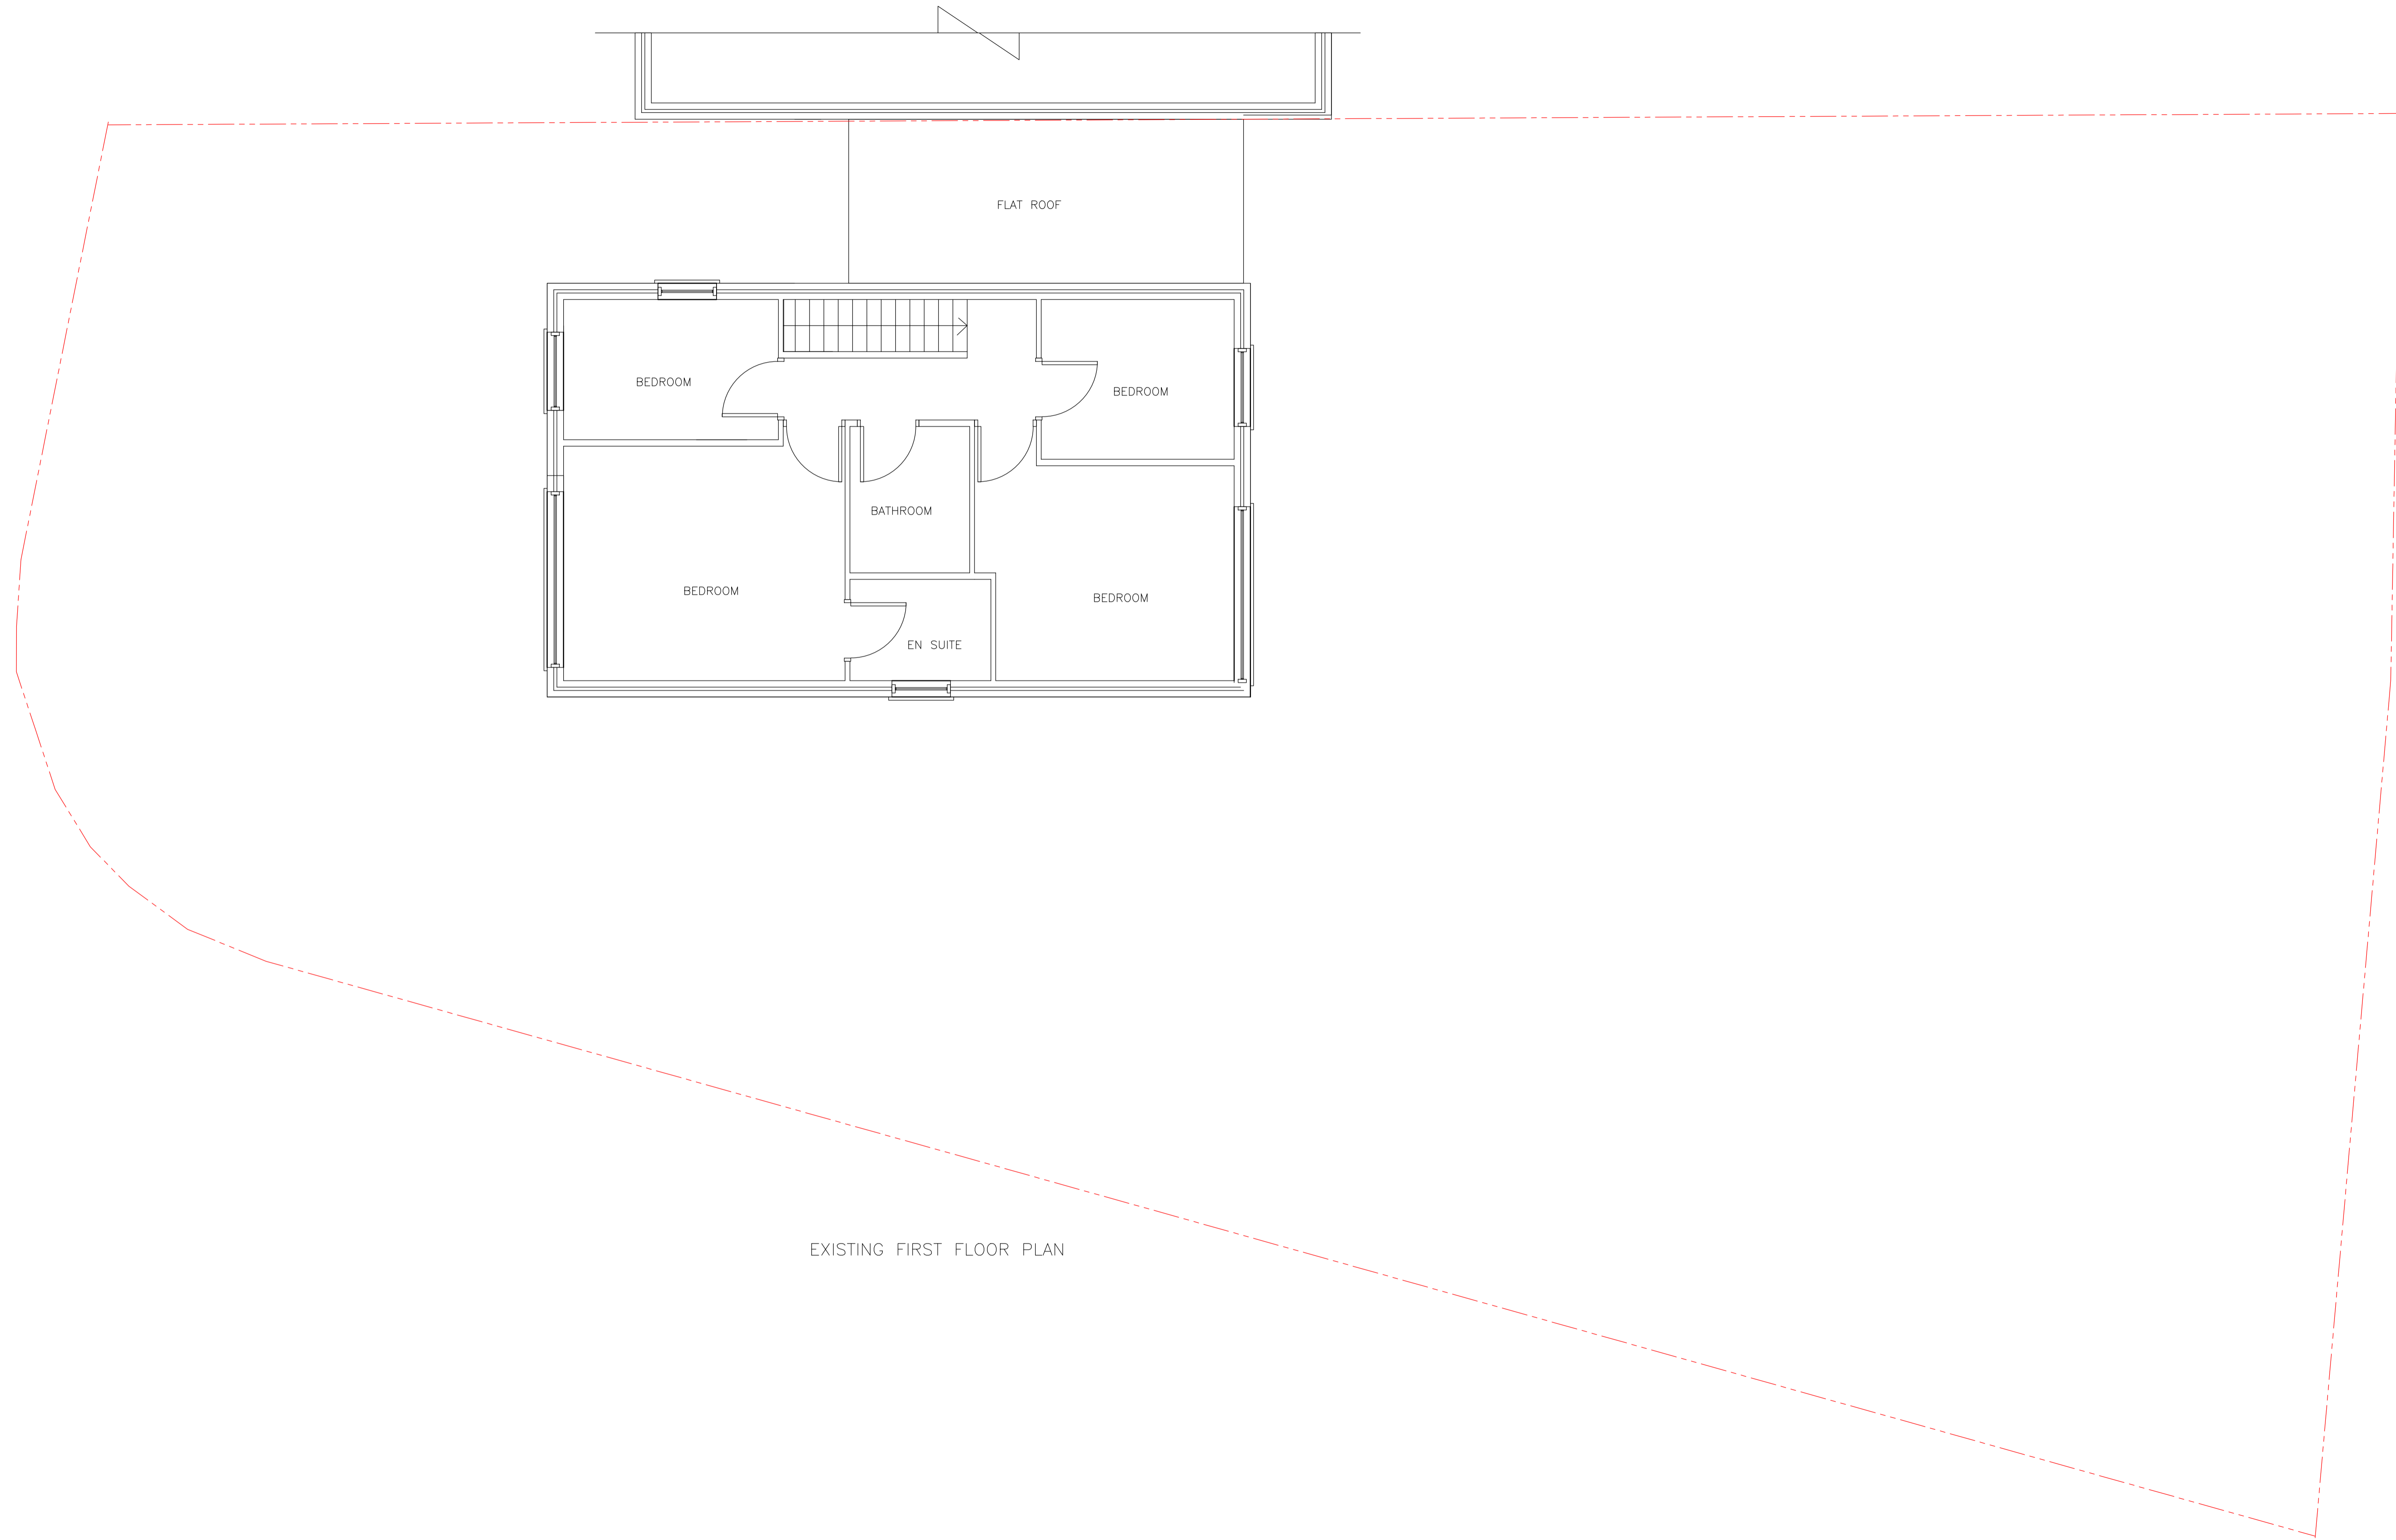 FLAT ROOF
BEDROOM
BEDROOM
BATHROOM
BEDROOM
BEDROOM
EN SUITE
EXISTING FIRST FLOOR PLAN